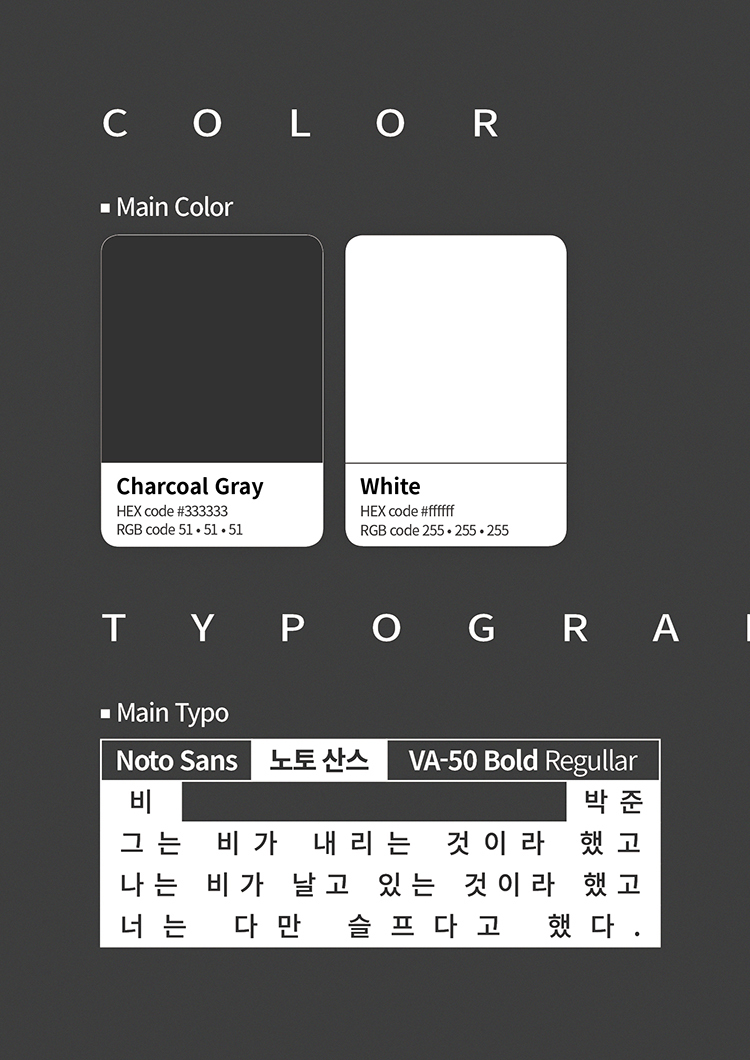 COLOR
Main Color
Charcoal Gray
HEX code #333333
RGB code 51 • 51 • 51
White
HEX code #ffffff
RGB code 255 • 255 • 255
TYPOGRA
Main Typo
Noto Sans 노토 산스 VA-50 Bold Regullar
비 박준
그는 비가 내리는 것이라 했고
나는 비가 날고 있는 것이라 했고
너는 다만 슬프다고 했다.